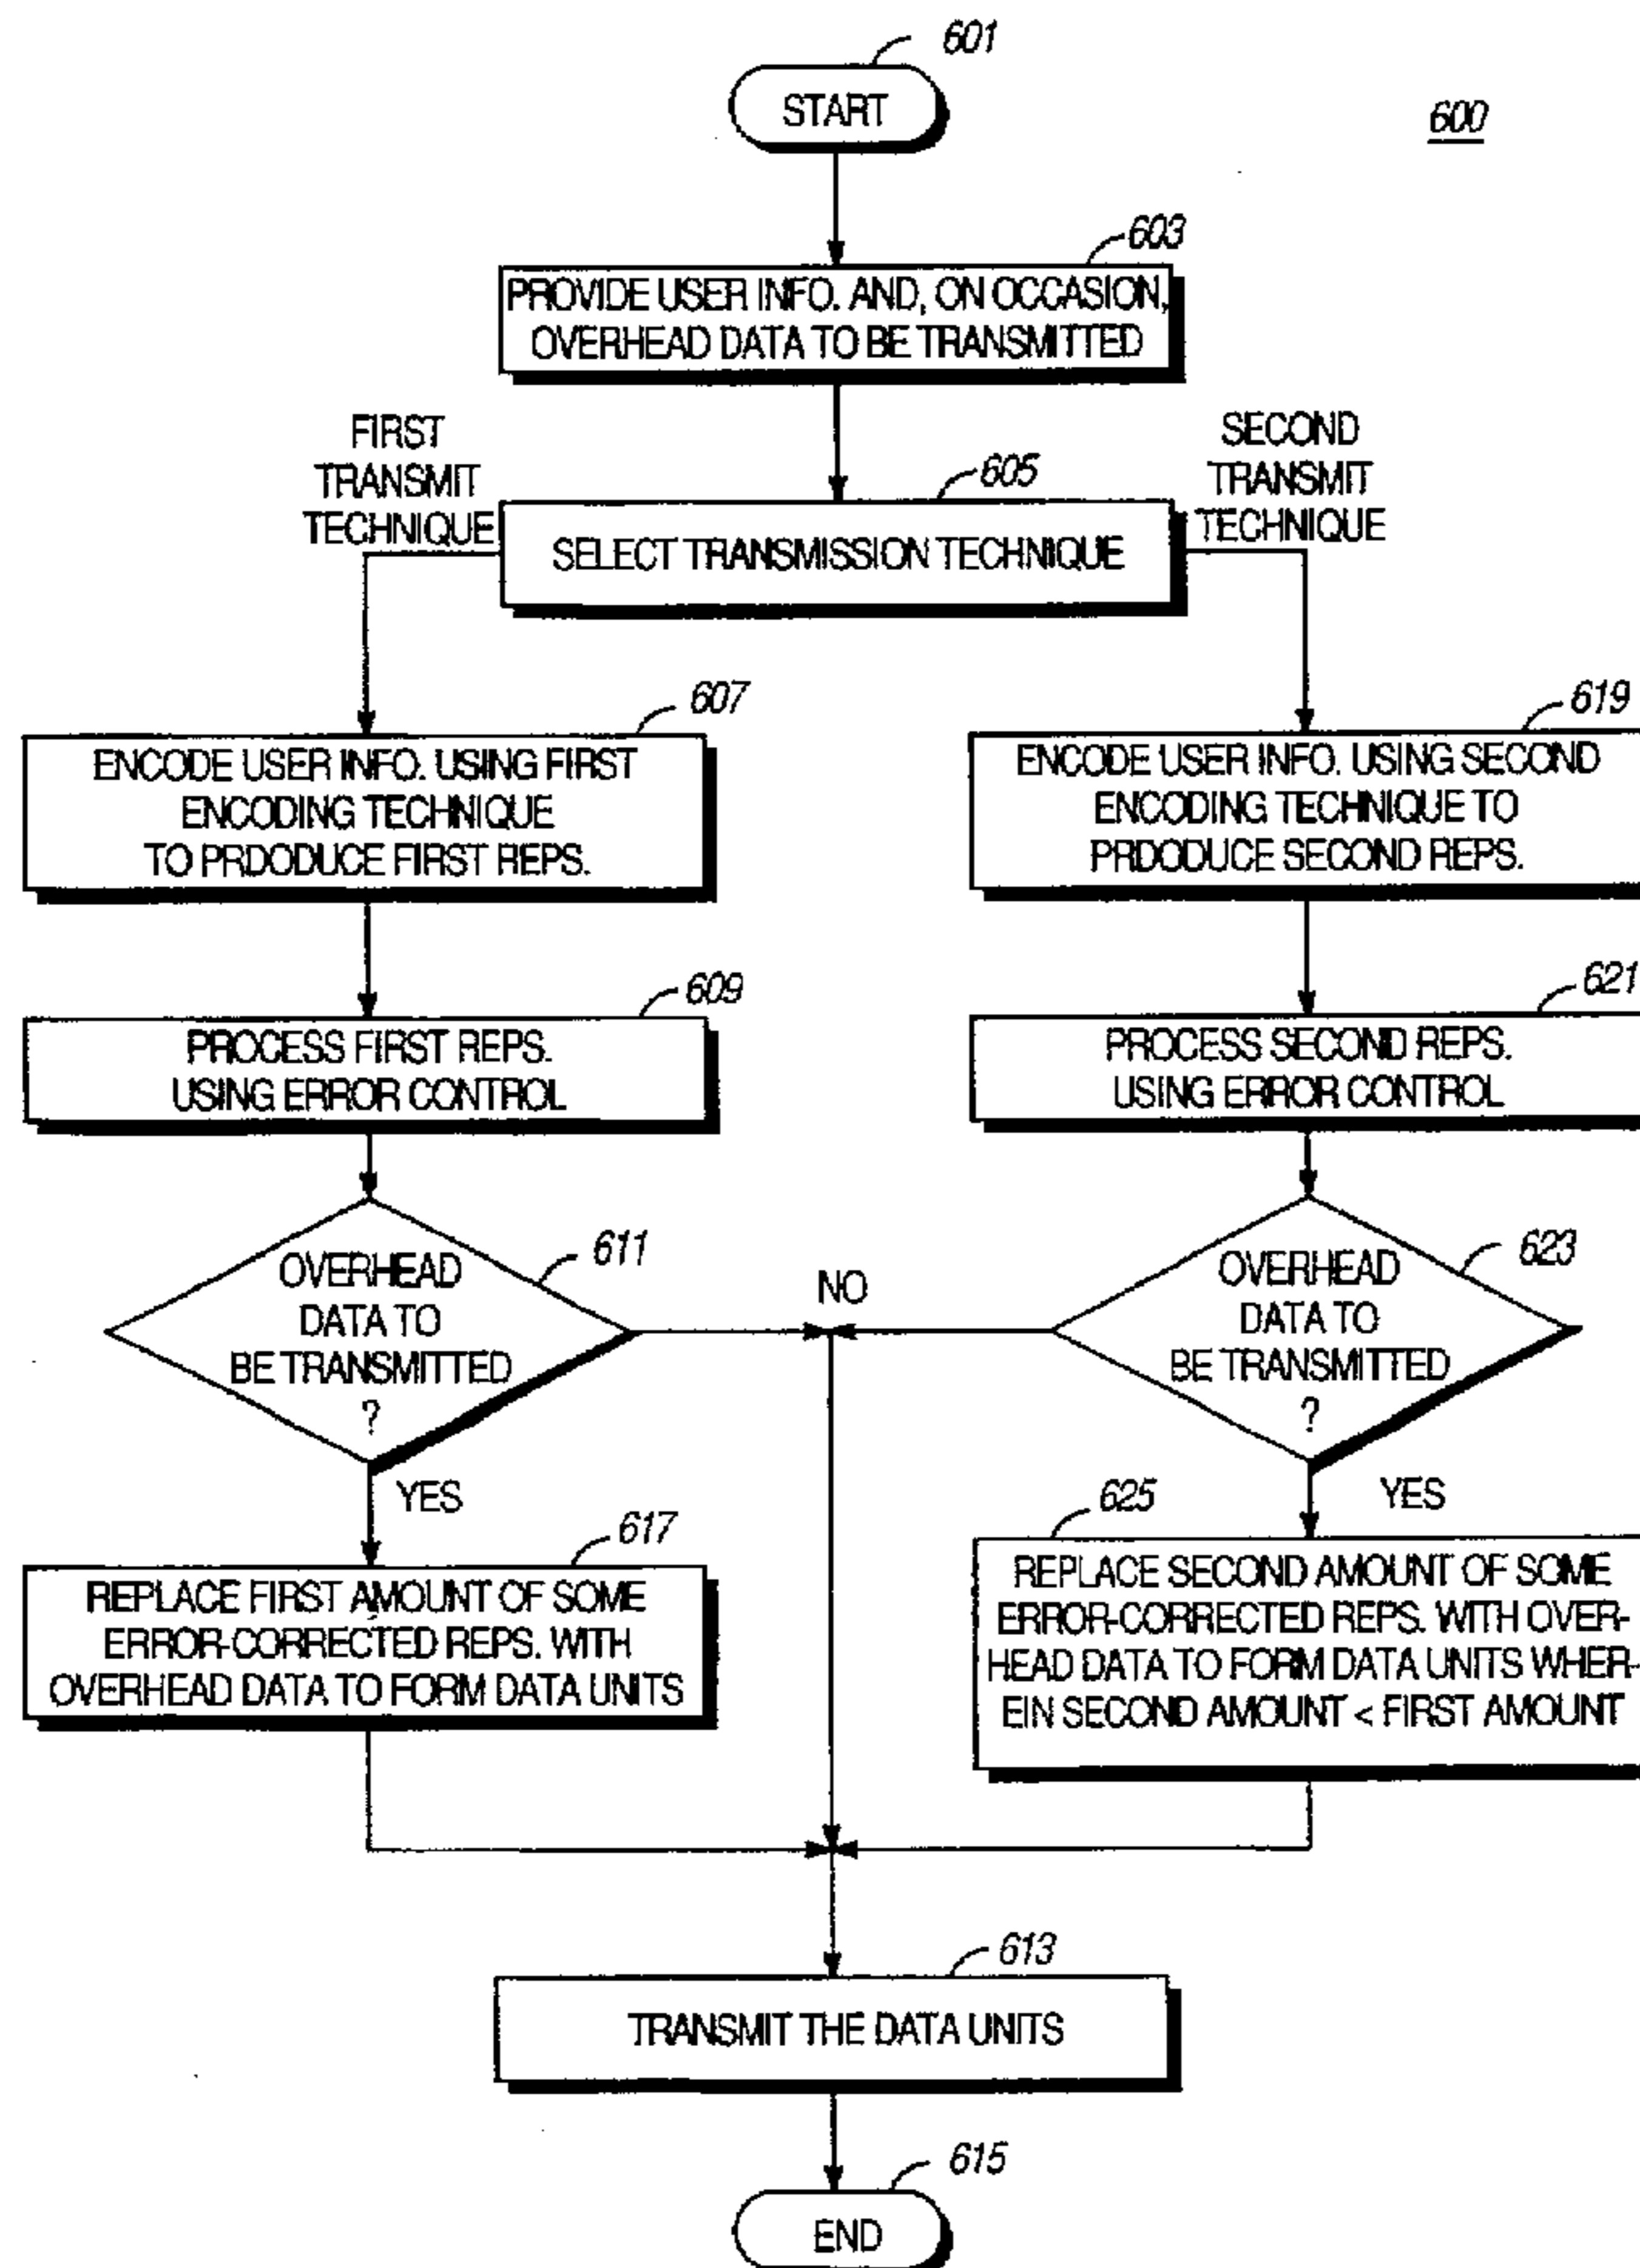 601
START
600
603
PROVIDE USER INFO. AND, ON OCCASION,
OVERHEAD DATA TO BE TRANSMITTED
FIRST
TRANSMIT
TECHNIQUE
SECOND
TRANSMIT
TECHNIQUE
605
SELECT TRANSMISSION TECHNIQUE
607
ENCODE USER INFO. USING FIRST
ENCODING TECHNIQUE
TO PRDODUCE FIRST REPS.
619
ENCODE USER INFO. USING SECOND
ENCODING TECHNIQUE TO
PRDODUCE SECOND REPS.
609
PROCESS FIRST REPS.
USING ERROR CONTROL
621
PROCESS SECOND REPS.
USING ERROR CONTROL
611
OVERHEAD
DATA TO
BE TRANSMITTED
?
NO
623
OVERHEAD
DATA TO
BE TRANSMITTED
?
YES
617
REPLACE FIRST AMOUNT OF SOME
ERROR-CORRECTED REPS. WITH
OVERHEAD DATA TO FORM DATA UNITS
YES
625
REPLACE SECOND AMOUNT OF SOME
ERROR-CORRECTED REPS. WITH OVER-
HEAD DATA TO FORM DATA UNITS WHER-
EIN SECOND AMOUNT < FIRST AMOUNT
613
TRANSMIT THE DATA UNITS
615
END